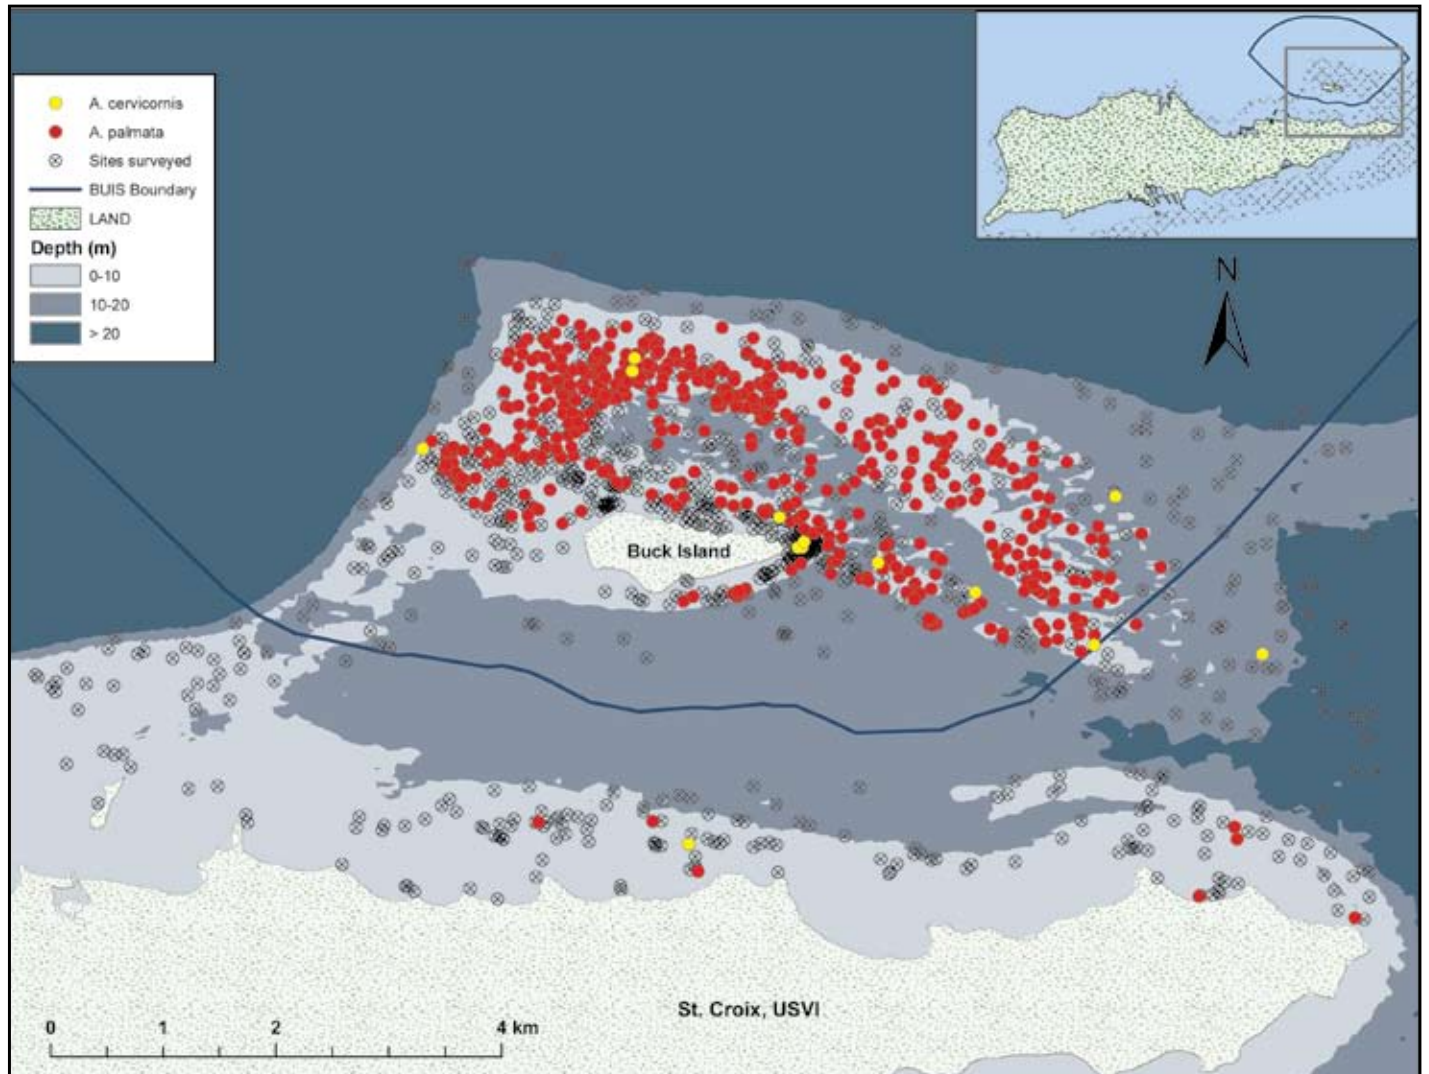 A. cervicornis
A. palmata
Sites surveyed
BUIS Boundary
LAND
Depth (m)
0-10
10-20
> 20
N
Buck Island
St. Croix, USVI
0 1 2 4 km